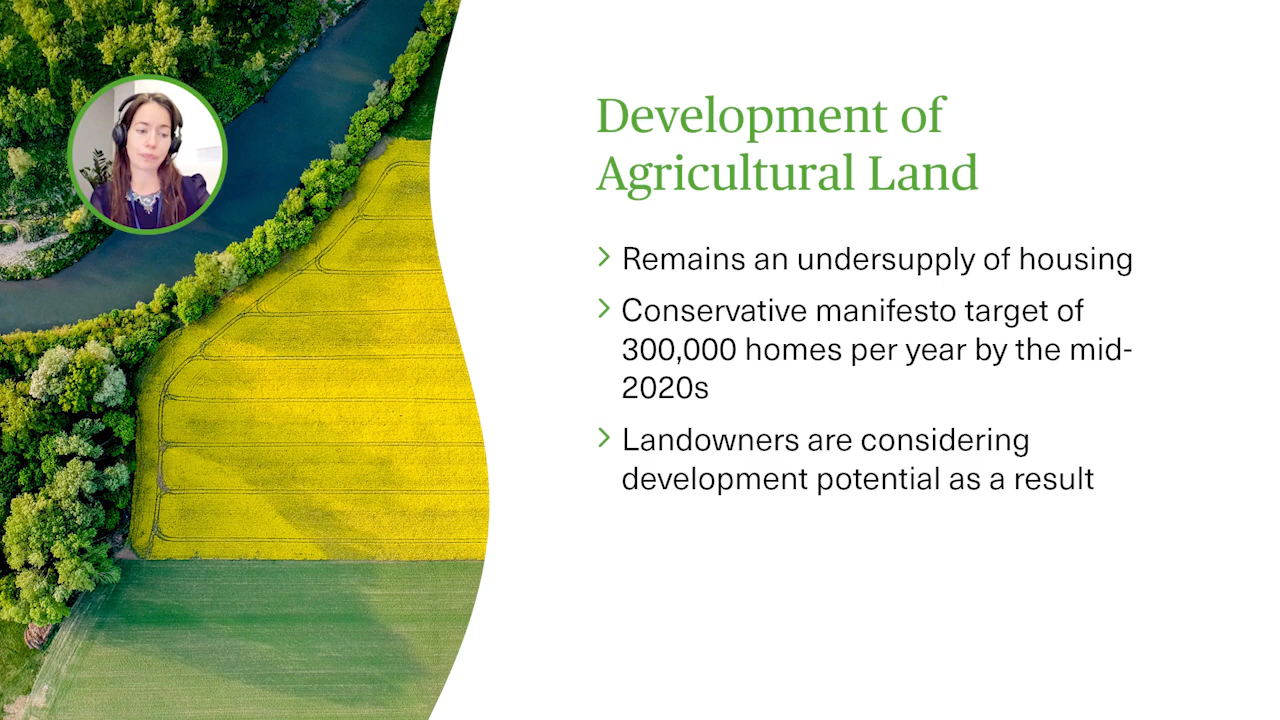 Development of
Agricultural Land
Remains an undersupply of housing
Conservative manifesto target of
300,000 homes per year by the mid-
2020s
Landowners are considering
development potential as a result